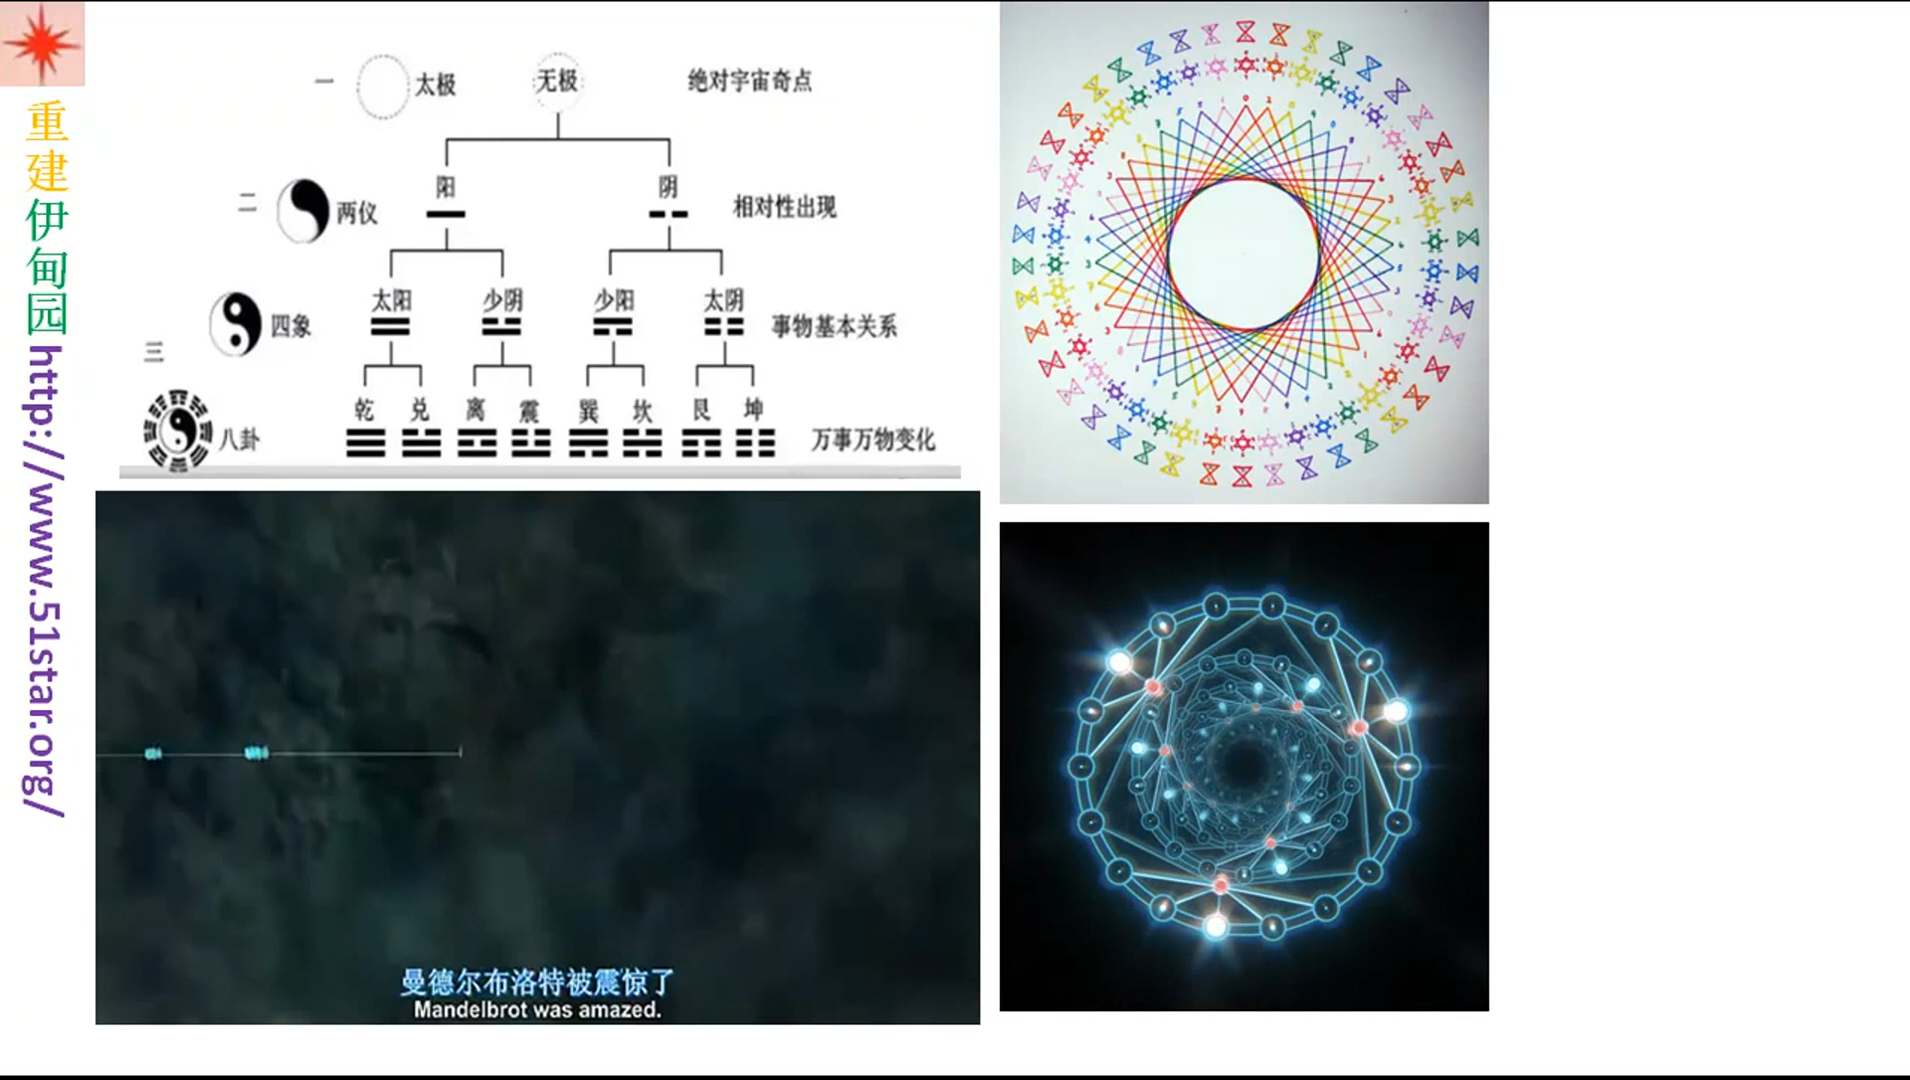 重建伊甸园 http://www.51star.org/
一 太极 无极 绝对宇宙奇点
阳 阴
二 两仪 相对性出现
太阳 少阴 少阳 太阴
四象 事物基本关系
三
乾 兑 离 震 巽 坎 艮 坤
八卦 万事万物变化
曼德尔布洛特被震惊了
Mandelbrot was amazed.